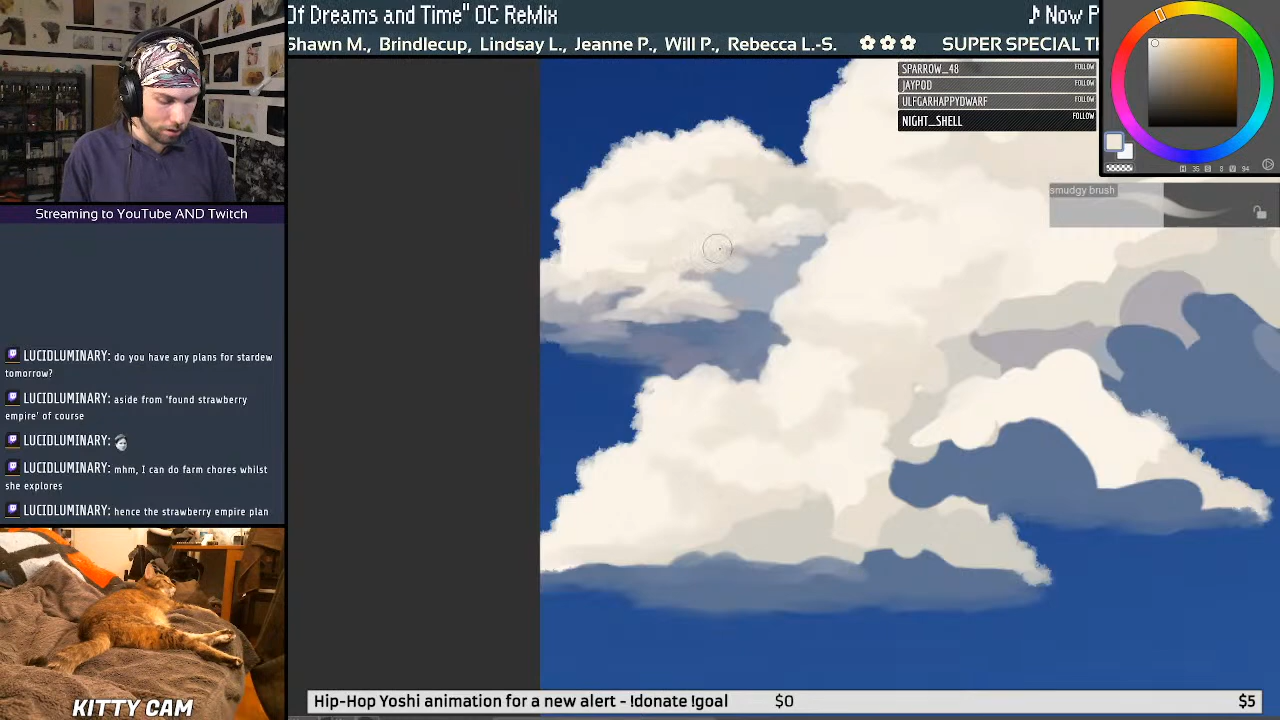 Of Dreams and Time" OC ReMix
♪ Now P
Shawn M., Brindlecup, Lindsay L., Jeanne P., Will P., Rebecca L.-S. ✿✿✿ SUPER SPECIAL TH
SPARROW_48 FOLLOW
JAYPOD FOLLOW
ULFGARHAPPYDWARF FOLLOW
NIGHT_SHELL FOLLOW
H 35 S 8 V 94
smudgy brush
Streaming to YouTube AND Twitch
LUCIDLUMINARY: do you have any plans for stardew
tomorrow?
LUCIDLUMINARY: aside from 'found strawberry
empire' of course
LUCIDLUMINARY:
LUCIDLUMINARY: mhm, I can do farm chores whilst
she explores
LUCIDLUMINARY: hence the strawberry empire plan
KITTY CAM
Hip-Hop Yoshi animation for a new alert - !donate !goal $0 $5